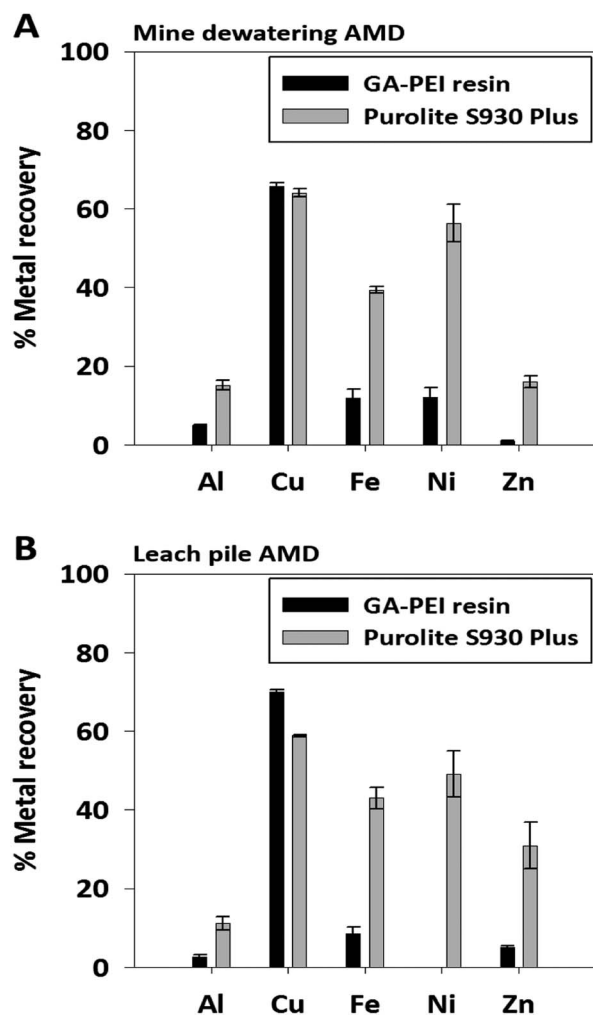 A
Mine dewatering AMD
100
80
60
40
20
0
% Metal recovery
GA-PEI resin
Purolite S930 Plus
Al Cu Fe Ni Zn
B
Leach pile AMD
100
80
60
40
20
0
% Metal recovery
GA-PEI resin
Purolite S930 Plus
Al Cu Fe Ni Zn